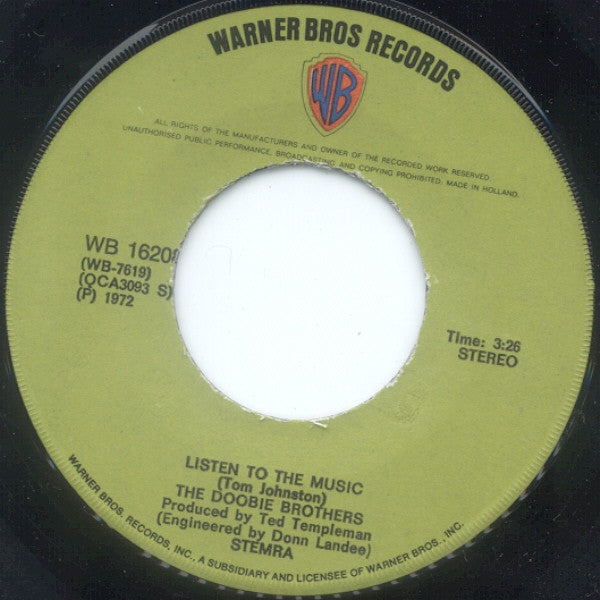 WARNER BROS RECORDS
WB
ALL RIGHTS OF THE MANUFACTURERS AND OWNER OF THE RECORDED WORK RESERVED
UNAUTHORISED PUBLIC PERFORMANCE, BROADCASTING AND COPYING PROHIBITED. MADE IN HOLLAND.
WB 16208
(WB-7619)
(OCA3093 S)
(P) 1972
Time: 3:26
STEREO
LISTEN TO THE MUSIC
(Tom Johnston)
THE DOOBIE BROTHERS
Produced by Ted Templeman
(Engineered by Donn Landee)
STEMRA
WARNER BROS. RECORDS, INC., A SUBSIDIARY AND LICENSEE OF WARNER BROS., INC.